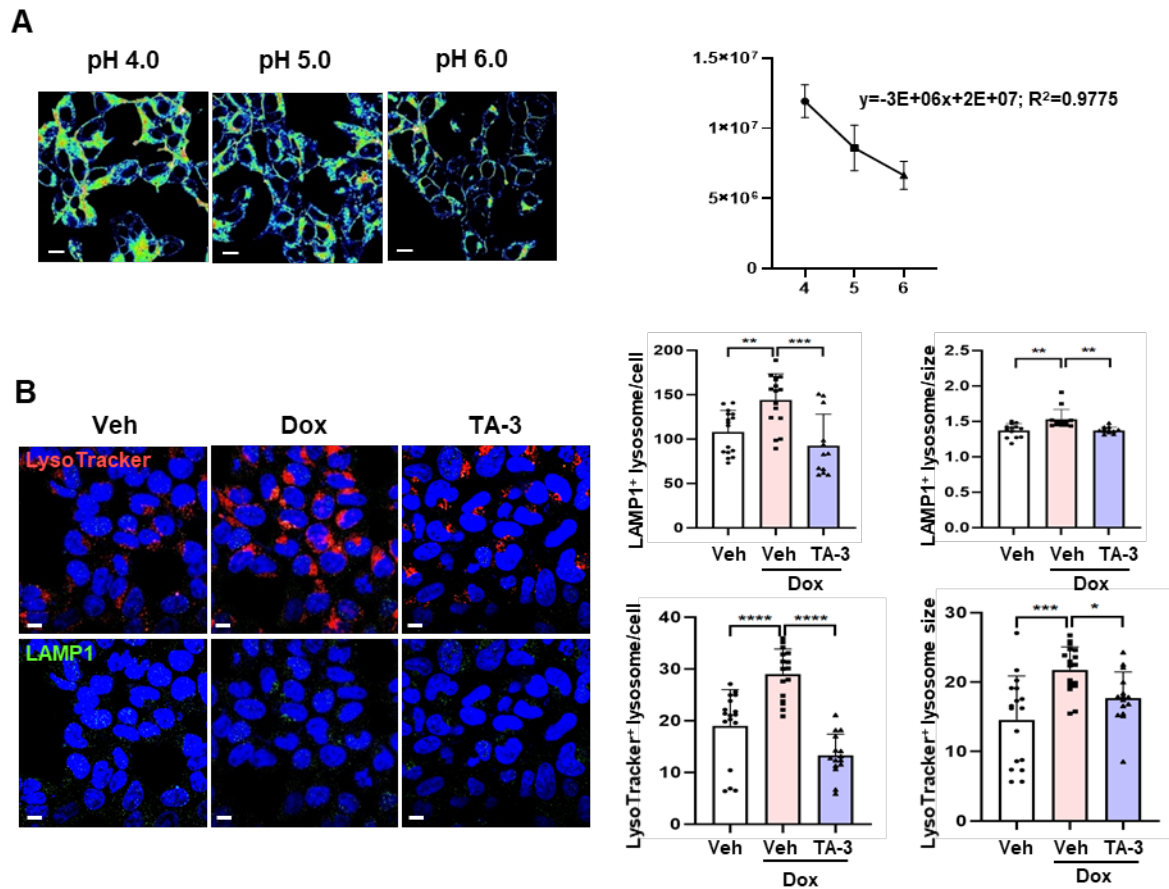 A
pH 4.0
pH 5.0
pH 6.0
1.5×10⁷
1×10⁷
5×10⁶
0
y=-3E+06x+2E+07; R²=0.9775
4
5
6
B
Veh
Dox
TA-3
LysoTracker
LAMP1
LAMP1⁺ lysosome/cell
200
150
100
50
0
**
***
Veh
Veh
TA-3
Dox
LAMP1⁺ lysosome/size
2.5
2.0
1.5
1.0
0.5
0.0
**
**
Veh
Veh
TA-3
Dox
LysoTracker⁺ lysosome/cell
40
30
20
10
0
****
****
Veh
Veh
TA-3
Dox
LysoTracker⁺ lysosome size
30
20
10
0
***
*
Veh
Veh
TA-3
Dox